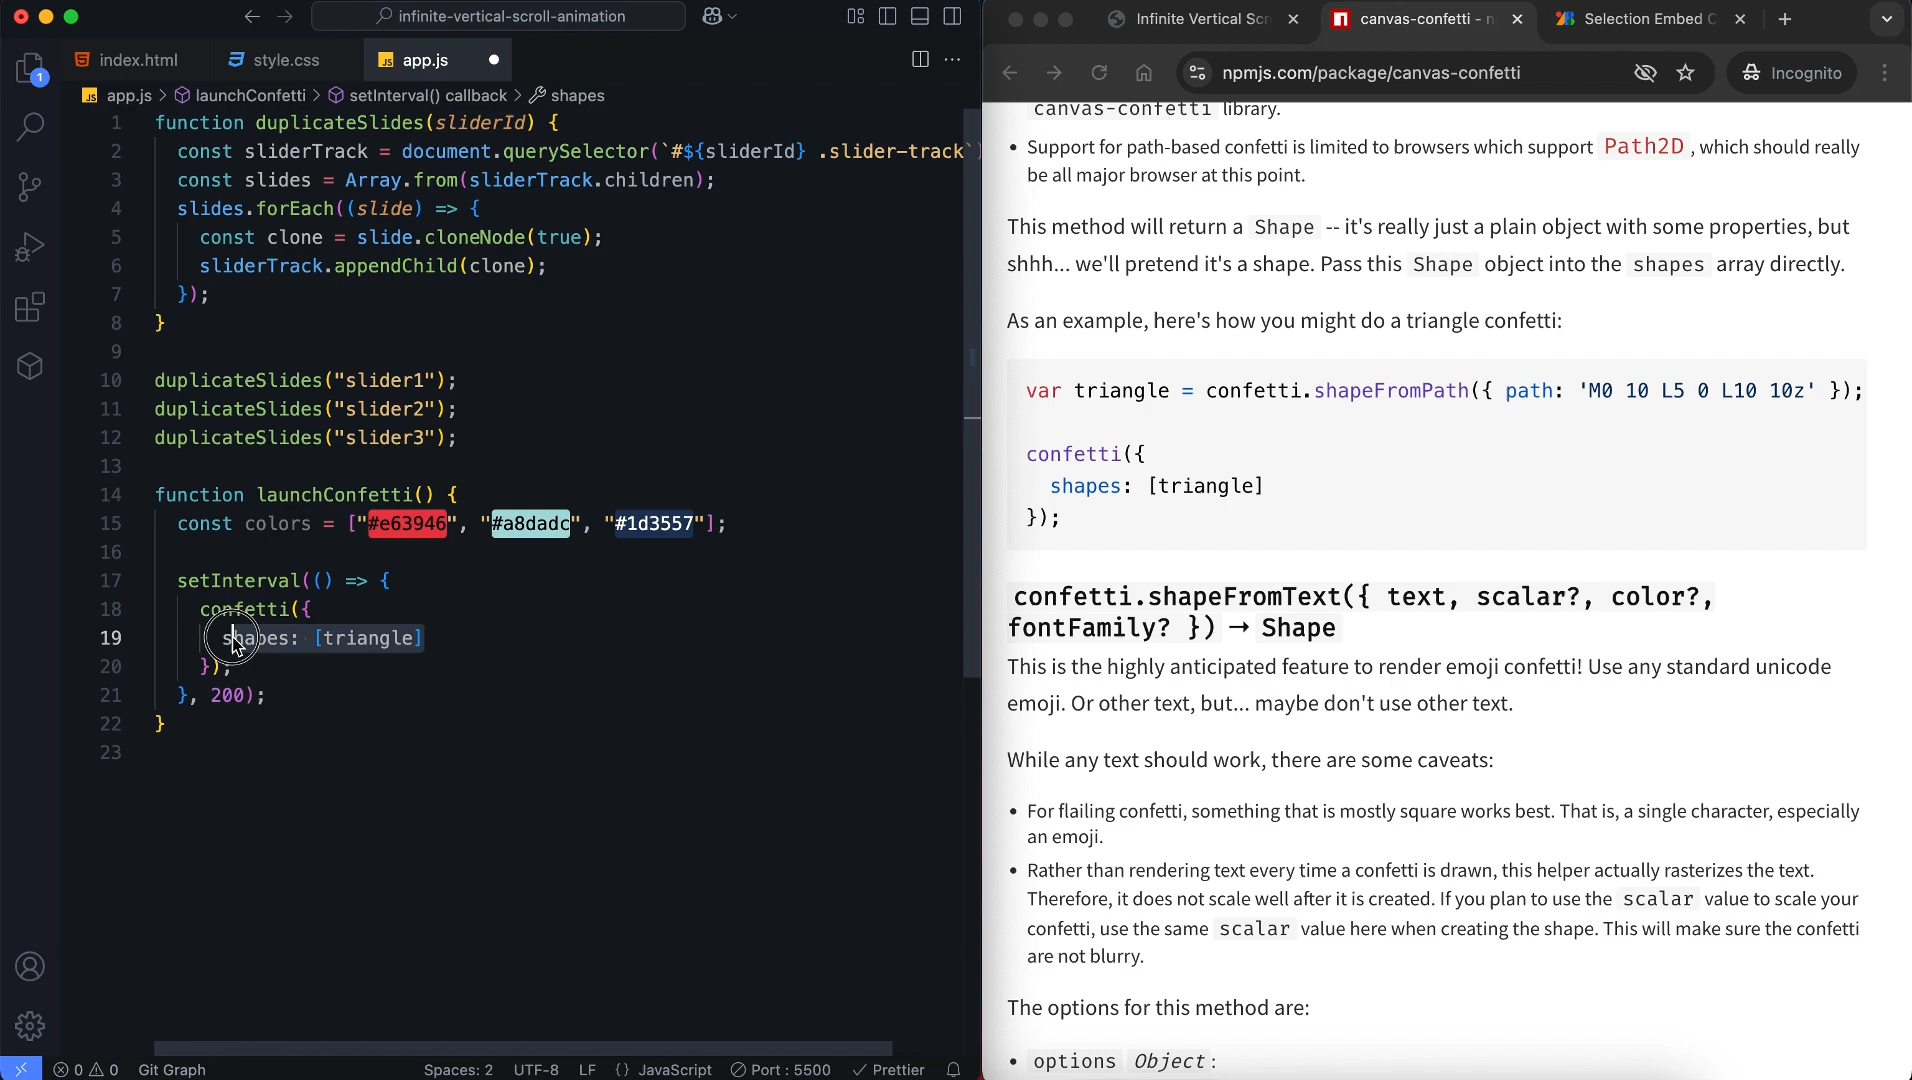 infinite-vertical-scroll-animation
index.html
style.css
JS app.js
JS app.js > launchConfetti > setInterval() callback > shapes
1
1 function duplicateSlides(sliderId) {
2 const sliderTrack = document.querySelector(`#${sliderId} .slider-track`)
3 const slides = Array.from(sliderTrack.children);
4 slides.forEach((slide) => {
5 const clone = slide.cloneNode(true);
6 sliderTrack.appendChild(clone);
7 });
8 }
9
10 duplicateSlides("slider1");
11 duplicateSlides("slider2");
12 duplicateSlides("slider3");
13
14 function launchConfetti() {
15 const colors = ["#e63946", "#a8dadc", "#1d3557"];
16
17 setInterval(() => {
18 confetti({
19 shapes: [triangle]
20 });
21 }, 200);
22 }
23
0 0 Git Graph Spaces: 2 UTF-8 LF {} JavaScript Port : 5500 Prettier
Infinite Vertical Scr
canvas-confetti - n
Selection Embed C
npmjs.com/package/canvas-confetti
Incognito
canvas-confetti library.
• Support for path-based confetti is limited to browsers which support Path2D, which should really
be all major browser at this point.
This method will return a Shape -- it's really just a plain object with some properties, but
shhh... we'll pretend it's a shape. Pass this Shape object into the shapes array directly.
As an example, here's how you might do a triangle confetti:
var triangle = confetti.shapeFromPath({ path: 'M0 10 L5 0 L10 10z' });
confetti({
shapes: [triangle]
});
confetti.shapeFromText({ text, scalar?, color?,
fontFamily? }) → Shape
This is the highly anticipated feature to render emoji confetti! Use any standard unicode
emoji. Or other text, but... maybe don't use other text.
While any text should work, there are some caveats:
• For flailing confetti, something that is mostly square works best. That is, a single character, especially
an emoji.
• Rather than rendering text every time a confetti is drawn, this helper actually rasterizes the text.
Therefore, it does not scale well after it is created. If you plan to use the scalar value to scale your
confetti, use the same scalar value here when creating the shape. This will make sure the confetti
are not blurry.
The options for this method are:
• options Object: